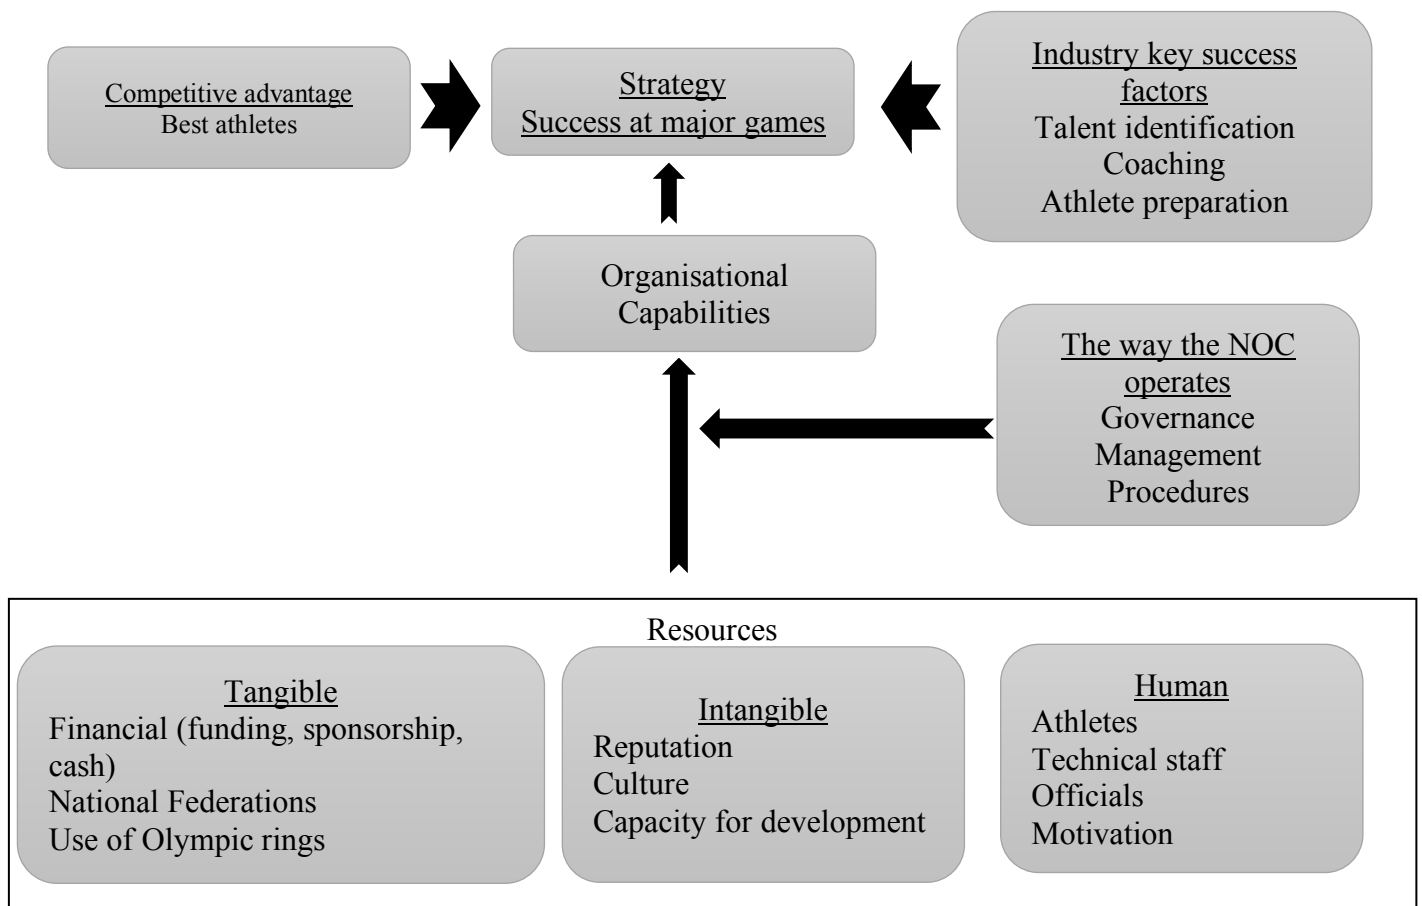 Competitive advantage
Best athletes
Strategy
Success at major games
Industry key success
factors
Talent identification
Coaching
Athlete preparation
Organisational
Capabilities
The way the NOC
operates
Governance
Management
Procedures
Resources
Tangible
Financial (funding, sponsorship,
cash)
National Federations
Use of Olympic rings
Intangible
Reputation
Culture
Capacity for development
Human
Athletes
Technical staff
Officials
Motivation